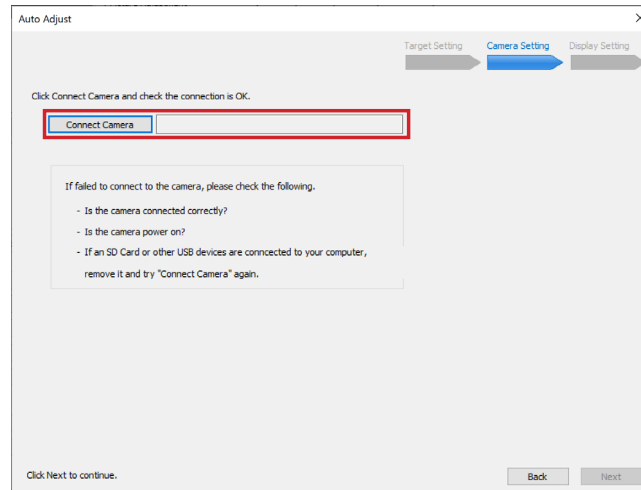 Auto Adjust
Target Setting Camera Setting Display Setting
Click Connect Camera and check the connection is OK.
Connect Camera
If failed to connect to the camera, please check the following.
- Is the camera connected correctly?
- Is the camera power on?
- If an SD Card or other USB devices are conncected to your computer,
remove it and try "Connect Camera" again.
Click Next to continue.
Back Next